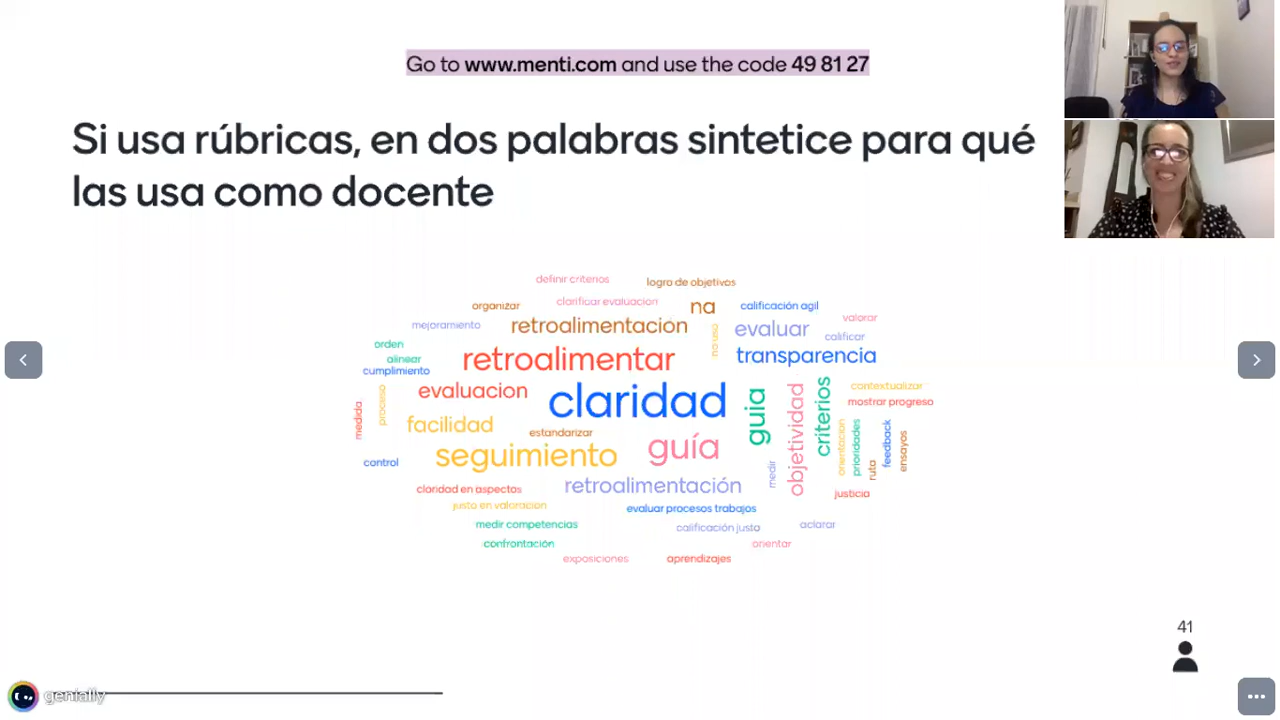 Go to www.menti.com and use the code 49 81 27
Si usa rúbricas, en dos palabras sintetice para qué
las usa como docente
definir criterios
logro de objetivos
organizar
clarificar evaluacion
na
calificación agil
valorar
mejoramiento
retroalimentacion
no uso
evaluar
calificar
orden
alinear
retroalimentar
transparencia
cumplimiento
evaluacion
claridad
guia
objetividad
criterios
contextualizar
mostrar progreso
medida
proceso
facilidad
estandarizar
orientacion
prioridades
feedback
ensayos
control
seguimiento
guía
medir
ruta
claridad en aspectos
retroalimentación
justicia
justo en valoracion
evaluar procesos trabajos
medir competencias
calificación justa
aclarar
confrontación
orientar
exposiciones
aprendizajes
41
genially